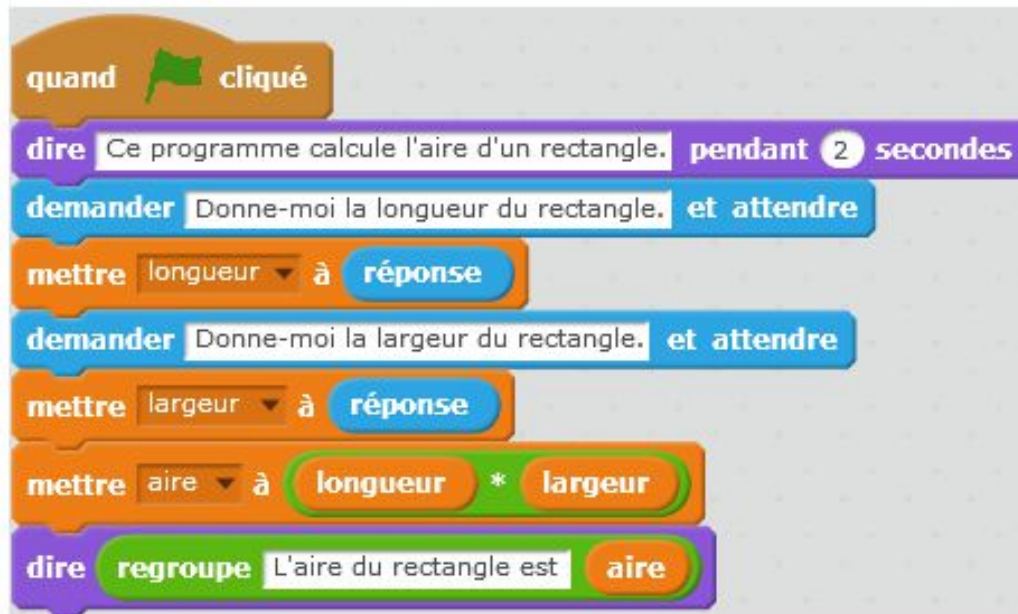 quand cliqué
dire Ce programme calcule l'aire d'un rectangle. pendant 2 secondes
demander Donne-moi la longueur du rectangle. et attendre
mettre longueur à réponse
demander Donne-moi la largeur du rectangle. et attendre
mettre largeur à réponse
mettre aire à longueur * largeur
dire regroupe L'aire du rectangle est aire